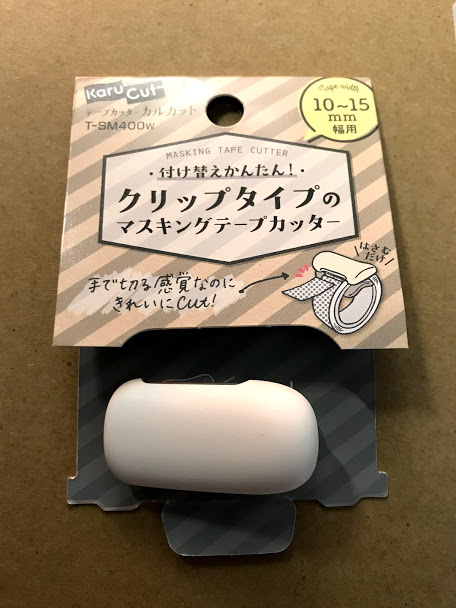 Karu Cut
テープカッター カルカット
T-SM400W
Tape width
10~15
mm
幅用
MASKING TAPE CUTTER
・付け替えかんたん!・
クリップタイプの
マスキングテープカッター
はさむ
だけ
手で切る感覚なのに
きれいにCut!